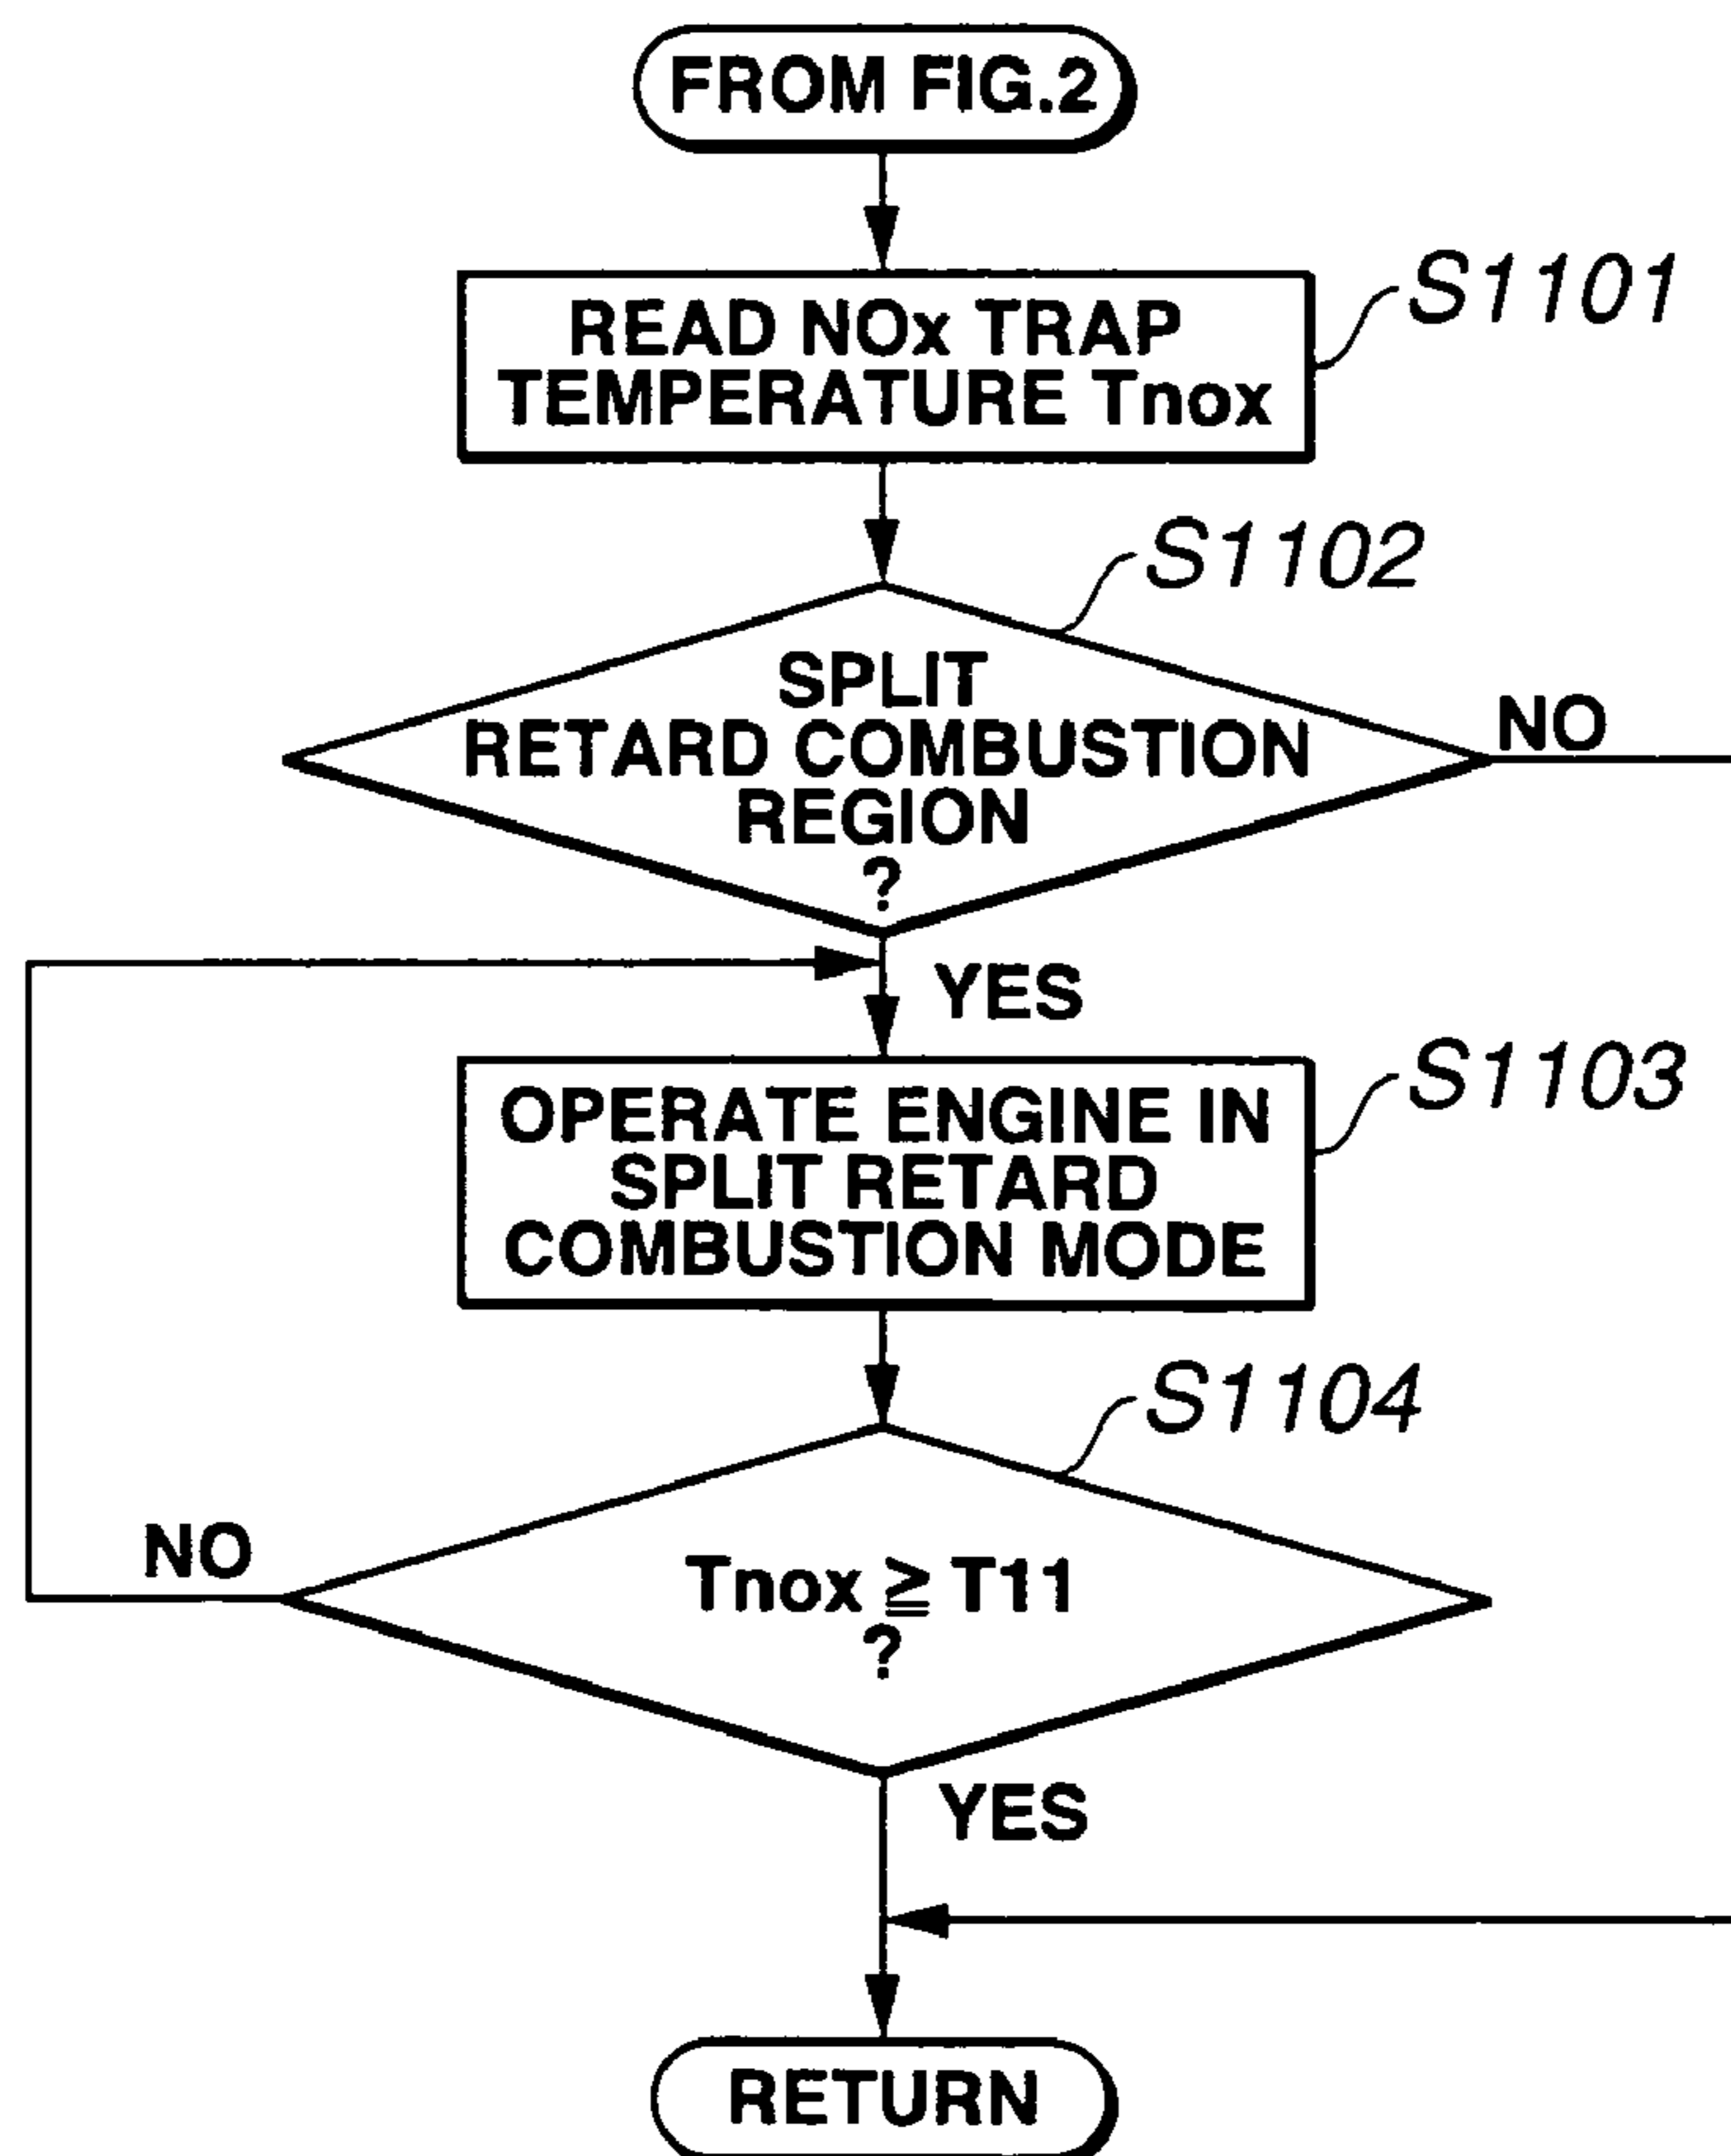 FROM FIG.2
READ NOx TRAP
TEMPERATURE Tnox
S1101
S1102
SPLIT
RETARD COMBUSTION
REGION
?
NO
YES
OPERATE ENGINE IN
SPLIT RETARD
COMBUSTION MODE
S1103
S1104
NO
Tnox ≧ T11
?
YES
RETURN